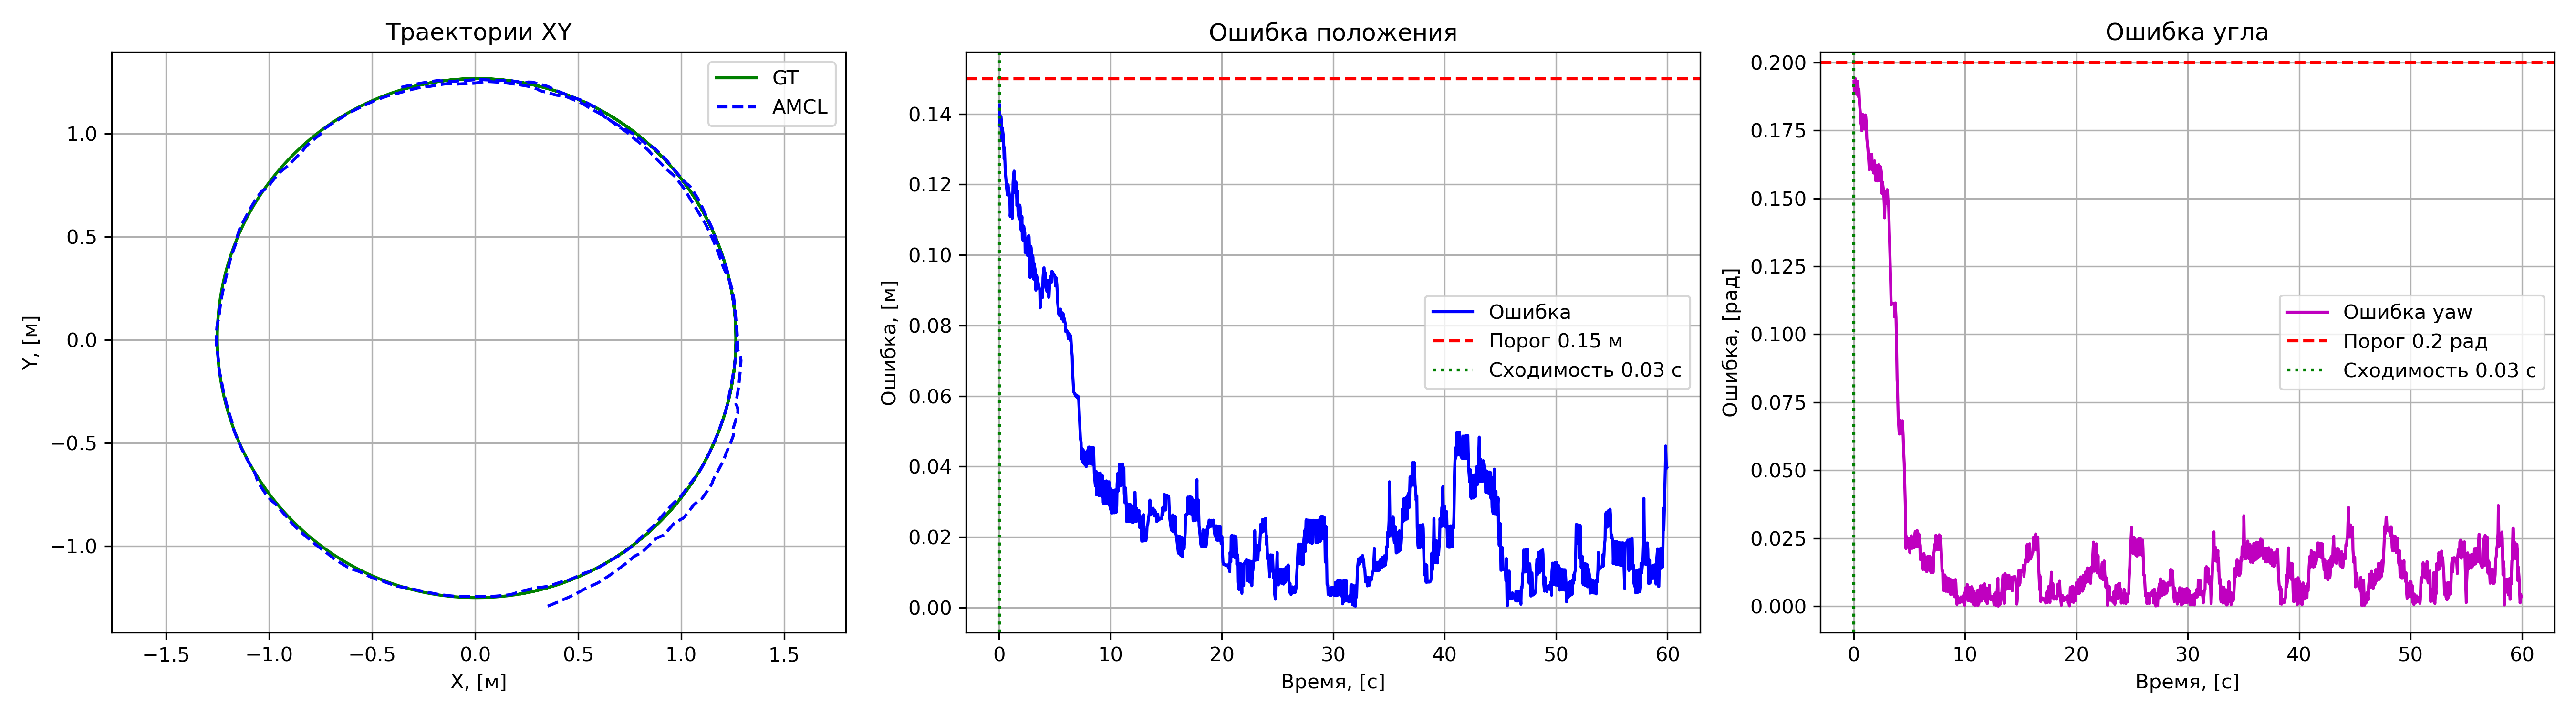 Траектории XY
GT
AMCL
1.0
0.5
0.0
−0.5
−1.0
−1.5
−1.0
−0.5
0.0
0.5
1.0
1.5
Y, [м]
X, [м]
Ошибка положения
0.14
0.12
0.10
0.08
0.06
0.04
0.02
0.00
Ошибка, [м]
Ошибка
Порог 0.15 м
Сходимость 0.03 с
0
10
20
30
40
50
60
Время, [с]
Ошибка угла
0.200
0.175
0.150
0.125
0.100
0.075
0.050
0.025
0.000
Ошибка, [рад]
Ошибка yaw
Порог 0.2 рад
Сходимость 0.03 с
0
10
20
30
40
50
60
Время, [с]